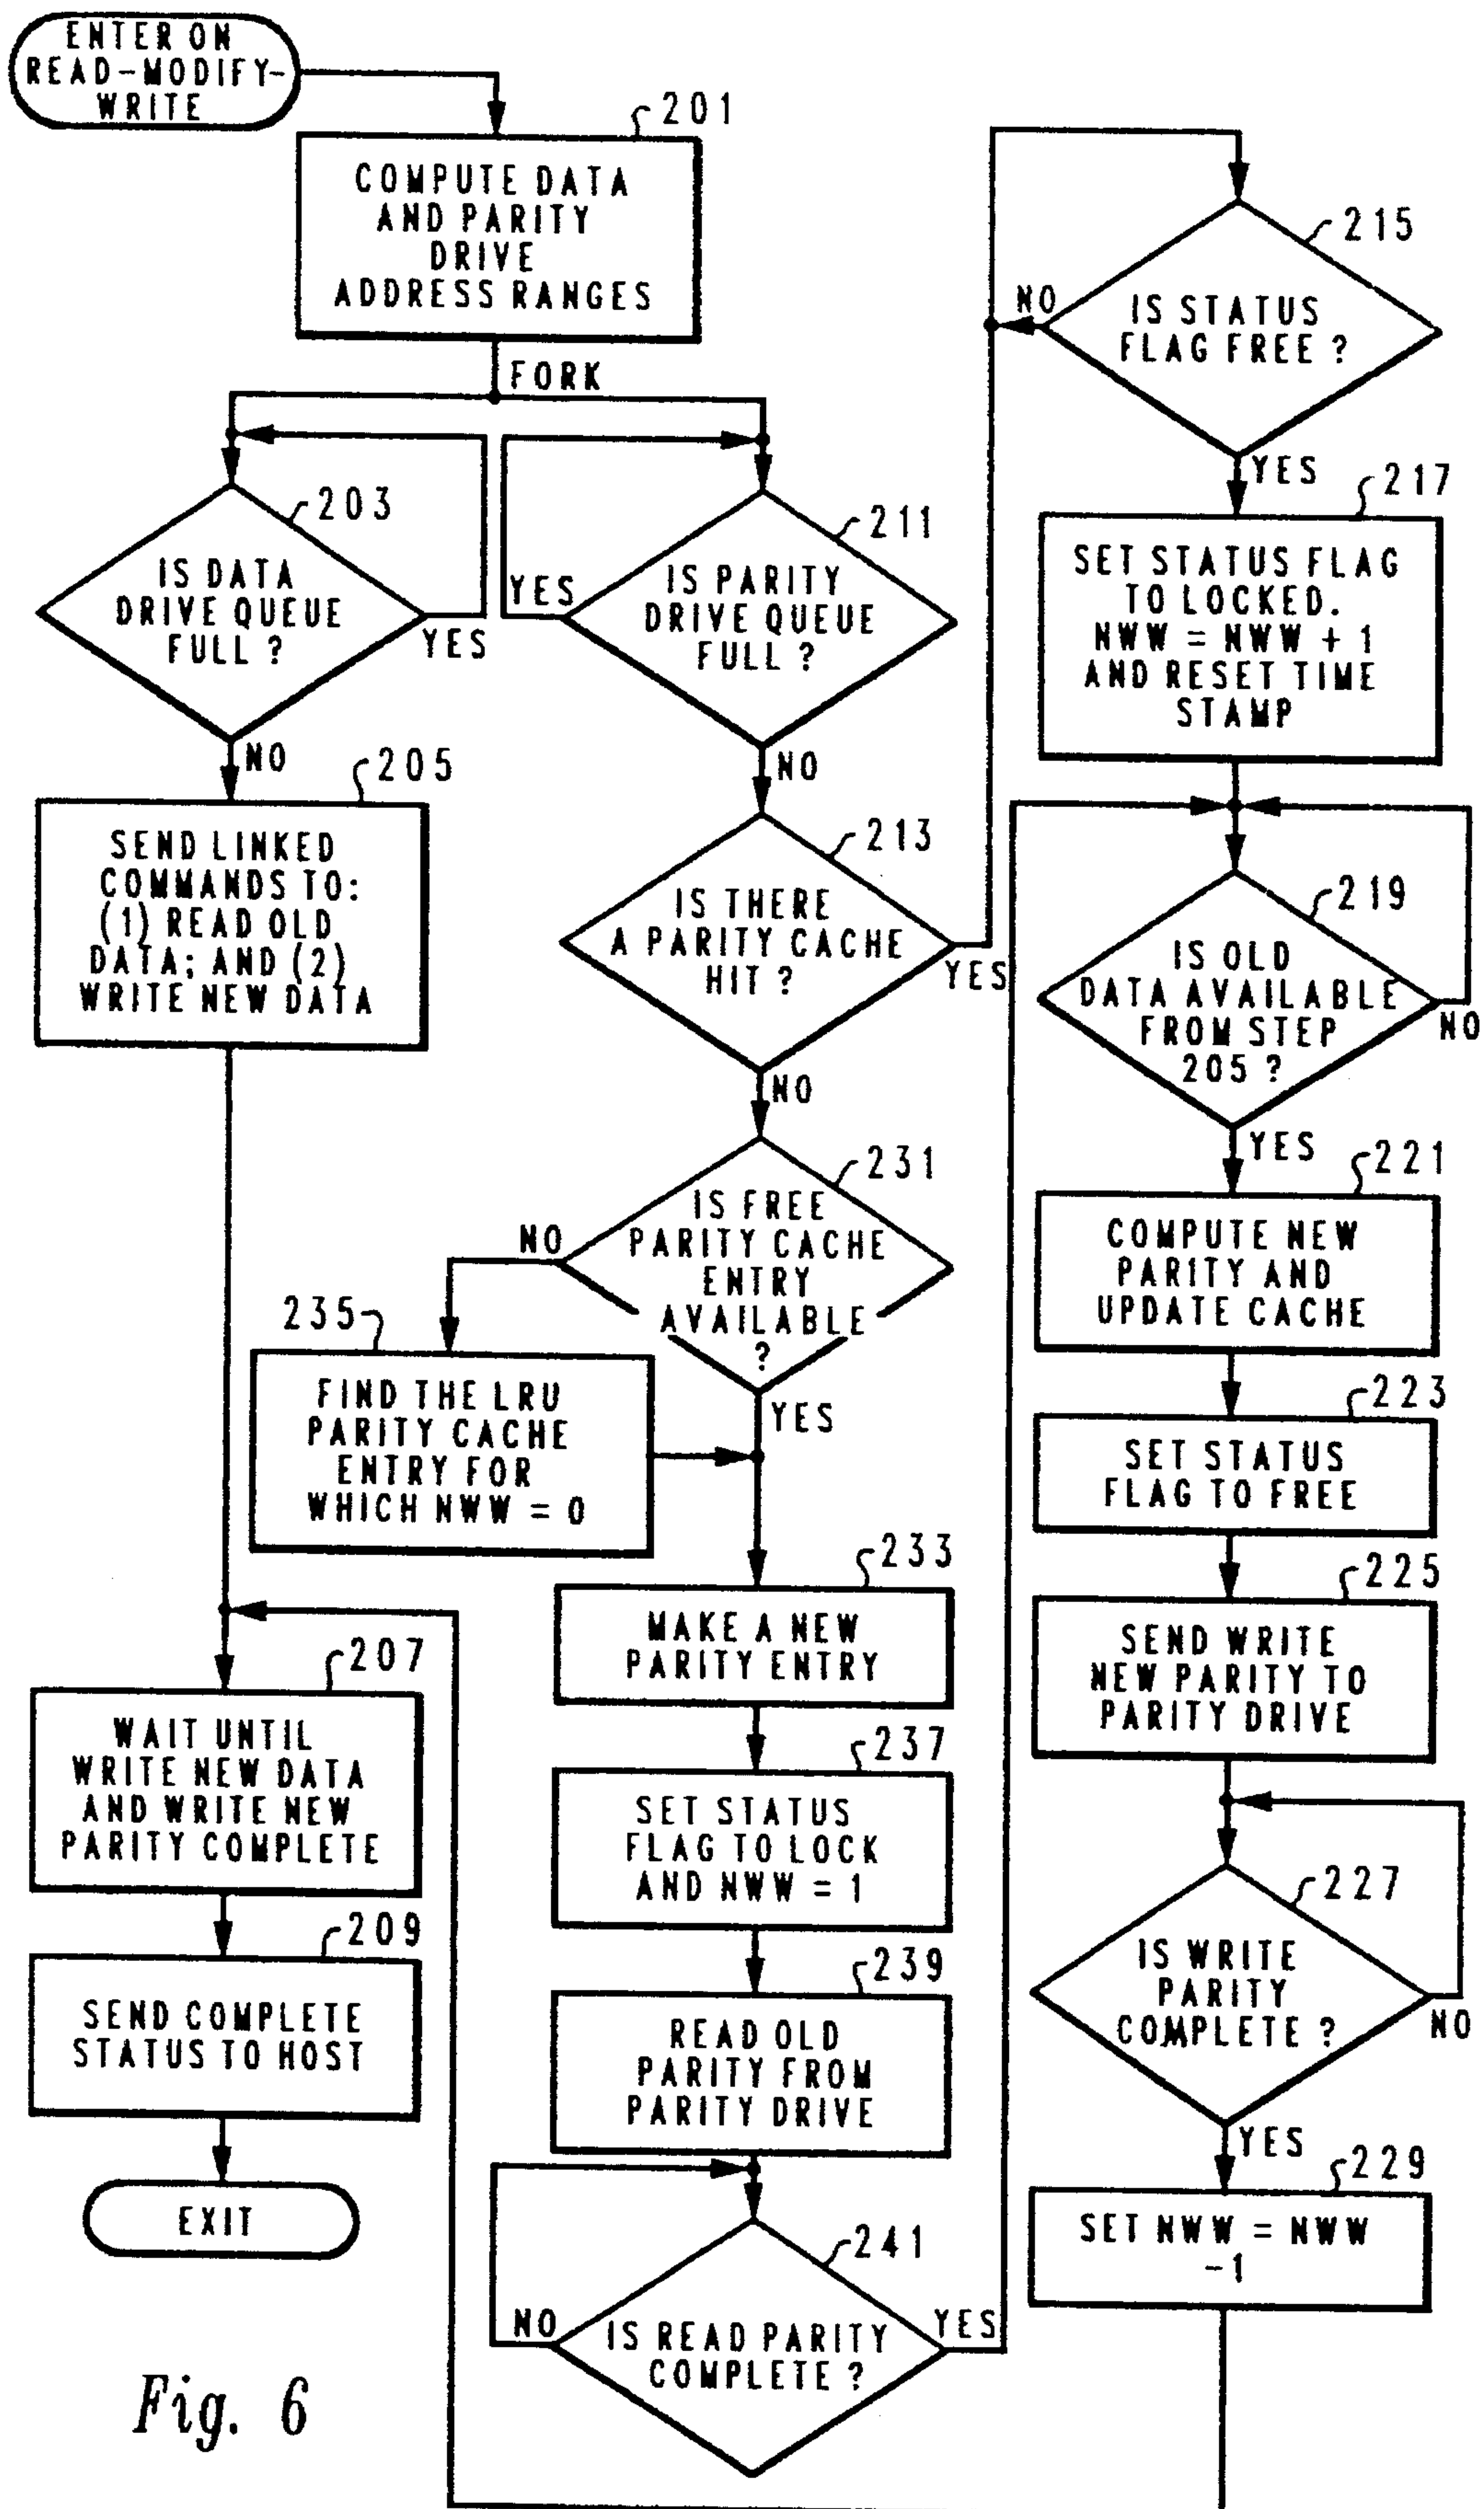 ENTER ON
READ-MODIFY-
WRITE
201
COMPUTE DATA
AND PARITY
DRIVE
ADDRESS RANGES
FORK
203
IS DATA
DRIVE QUEUE
FULL ?
YES
NO
205
SEND LINKED
COMMANDS TO:
(1) READ OLD
DATA; AND (2)
WRITE NEW DATA
207
WAIT UNTIL
WRITE NEW DATA
AND WRITE NEW
PARITY COMPLETE
209
SEND COMPLETE
STATUS TO HOST
EXIT
211
IS PARITY
DRIVE QUEUE
FULL ?
YES
NO
213
IS THERE
A PARITY CACHE
HIT ?
YES
NO
231
IS FREE
PARITY CACHE
ENTRY
AVAILABLE
?
NO
YES
235
FIND THE LRU
PARITY CACHE
ENTRY FOR
WHICH NWW = 0
233
MAKE A NEW
PARITY ENTRY
237
SET STATUS
FLAG TO LOCK
AND NWW = 1
239
READ OLD
PARITY FROM
PARITY DRIVE
241
IS READ PARITY
COMPLETE ?
NO
YES
215
IS STATUS
FLAG FREE ?
NO
YES
217
SET STATUS FLAG
TO LOCKED.
NWW = NWW + 1
AND RESET TIME
STAMP
219
IS OLD
DATA AVAILABLE
FROM STEP
205 ?
NO
YES
221
COMPUTE NEW
PARITY AND
UPDATE CACHE
223
SET STATUS
FLAG TO FREE
225
SEND WRITE
NEW PARITY TO
PARITY DRIVE
227
IS WRITE
PARITY
COMPLETE ?
NO
YES
229
SET NWW = NWW
-1
Fig. 6